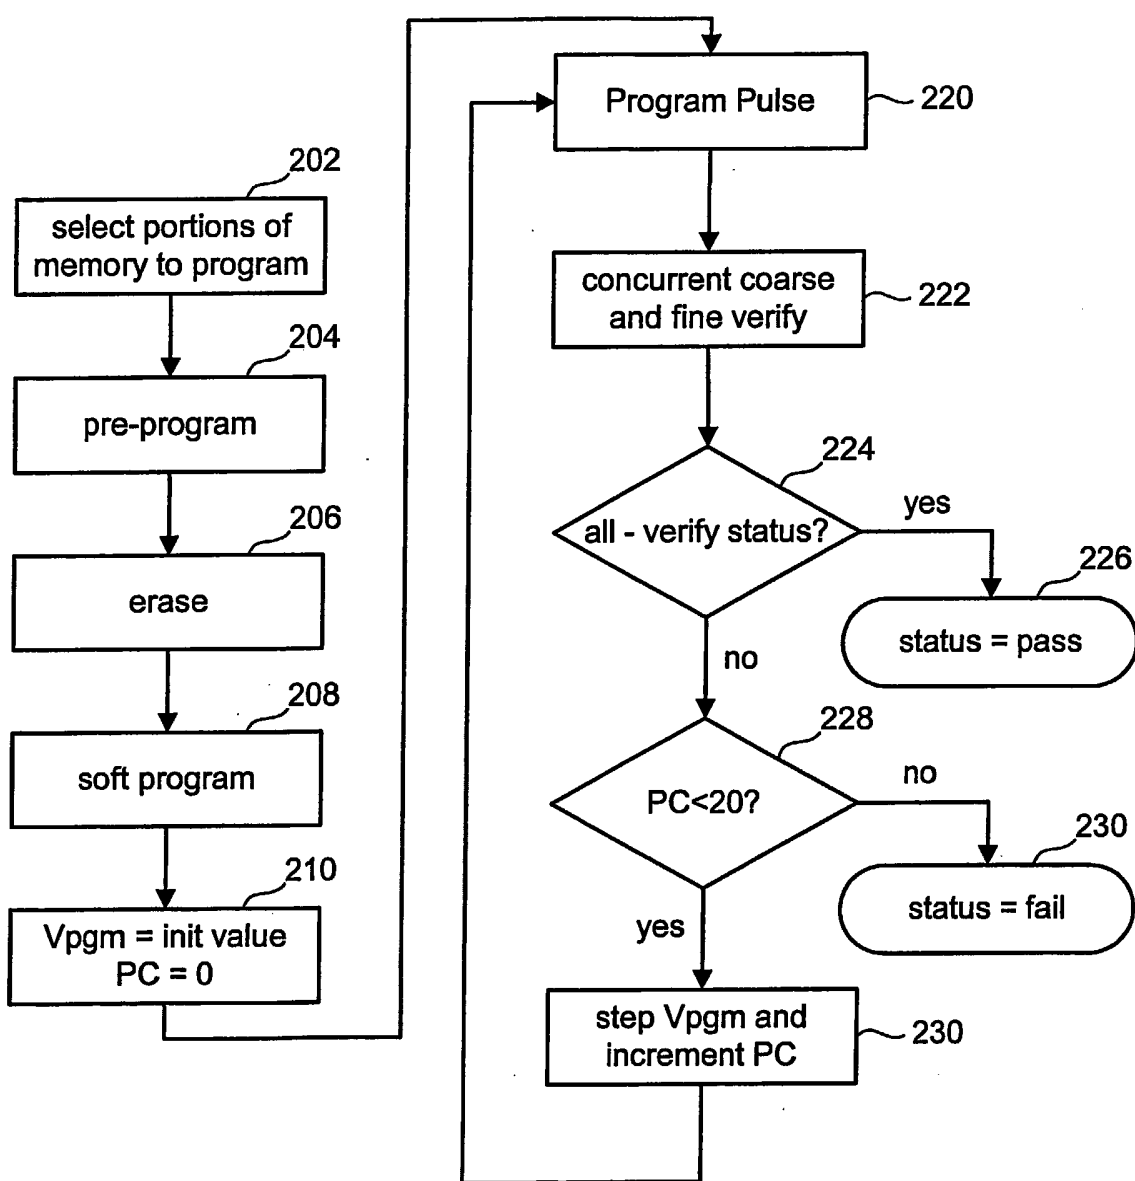 202
select portions of
memory to program
204
pre-program
206
erase
208
soft program
210
Vpgm = init value
PC = 0
Program Pulse
220
concurrent coarse
and fine verify
222
224
all - verify status?
yes
226
status = pass
no
228
PC<20?
no
230
status = fail
yes
step Vpgm and
increment PC
230